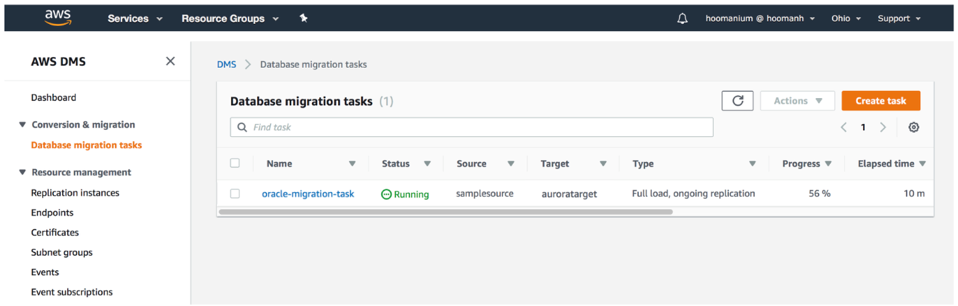 aws Services Resource Groups hoomanium @ hoomanh Ohio Support
AWS DMS
Dashboard
Conversion & migration
Database migration tasks
Resource management
Replication instances
Endpoints
Certificates
Subnet groups
Events
Event subscriptions
DMS > Database migration tasks
Database migration tasks (1) Actions Create task
Find task 1
Name Status Source Target Type Progress Elapsed time
oracle-migration-task Running samplesource auroratarget Full load, ongoing replication 56 % 10 m